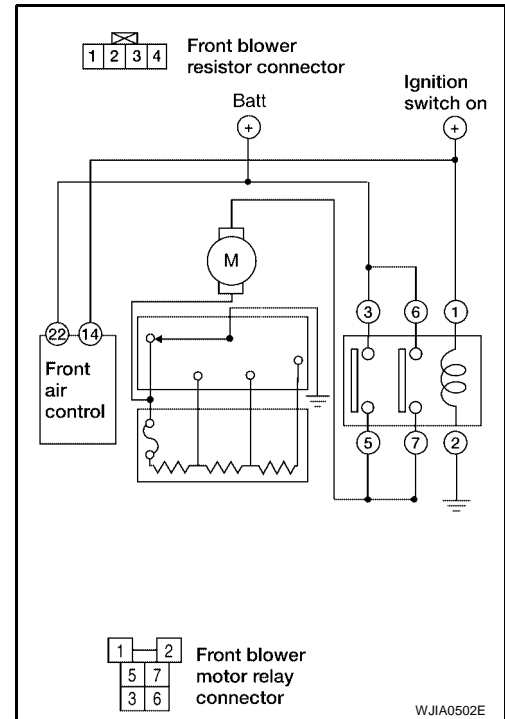 1 2 3 4
Front blower
resistor connector
Ignition
switch on
Batt
+
+
M
3 6 1
22 14
Front
air
control
5 7 2
1 2
5 7
3 6
Front blower
motor relay
connector
WJIA0502E